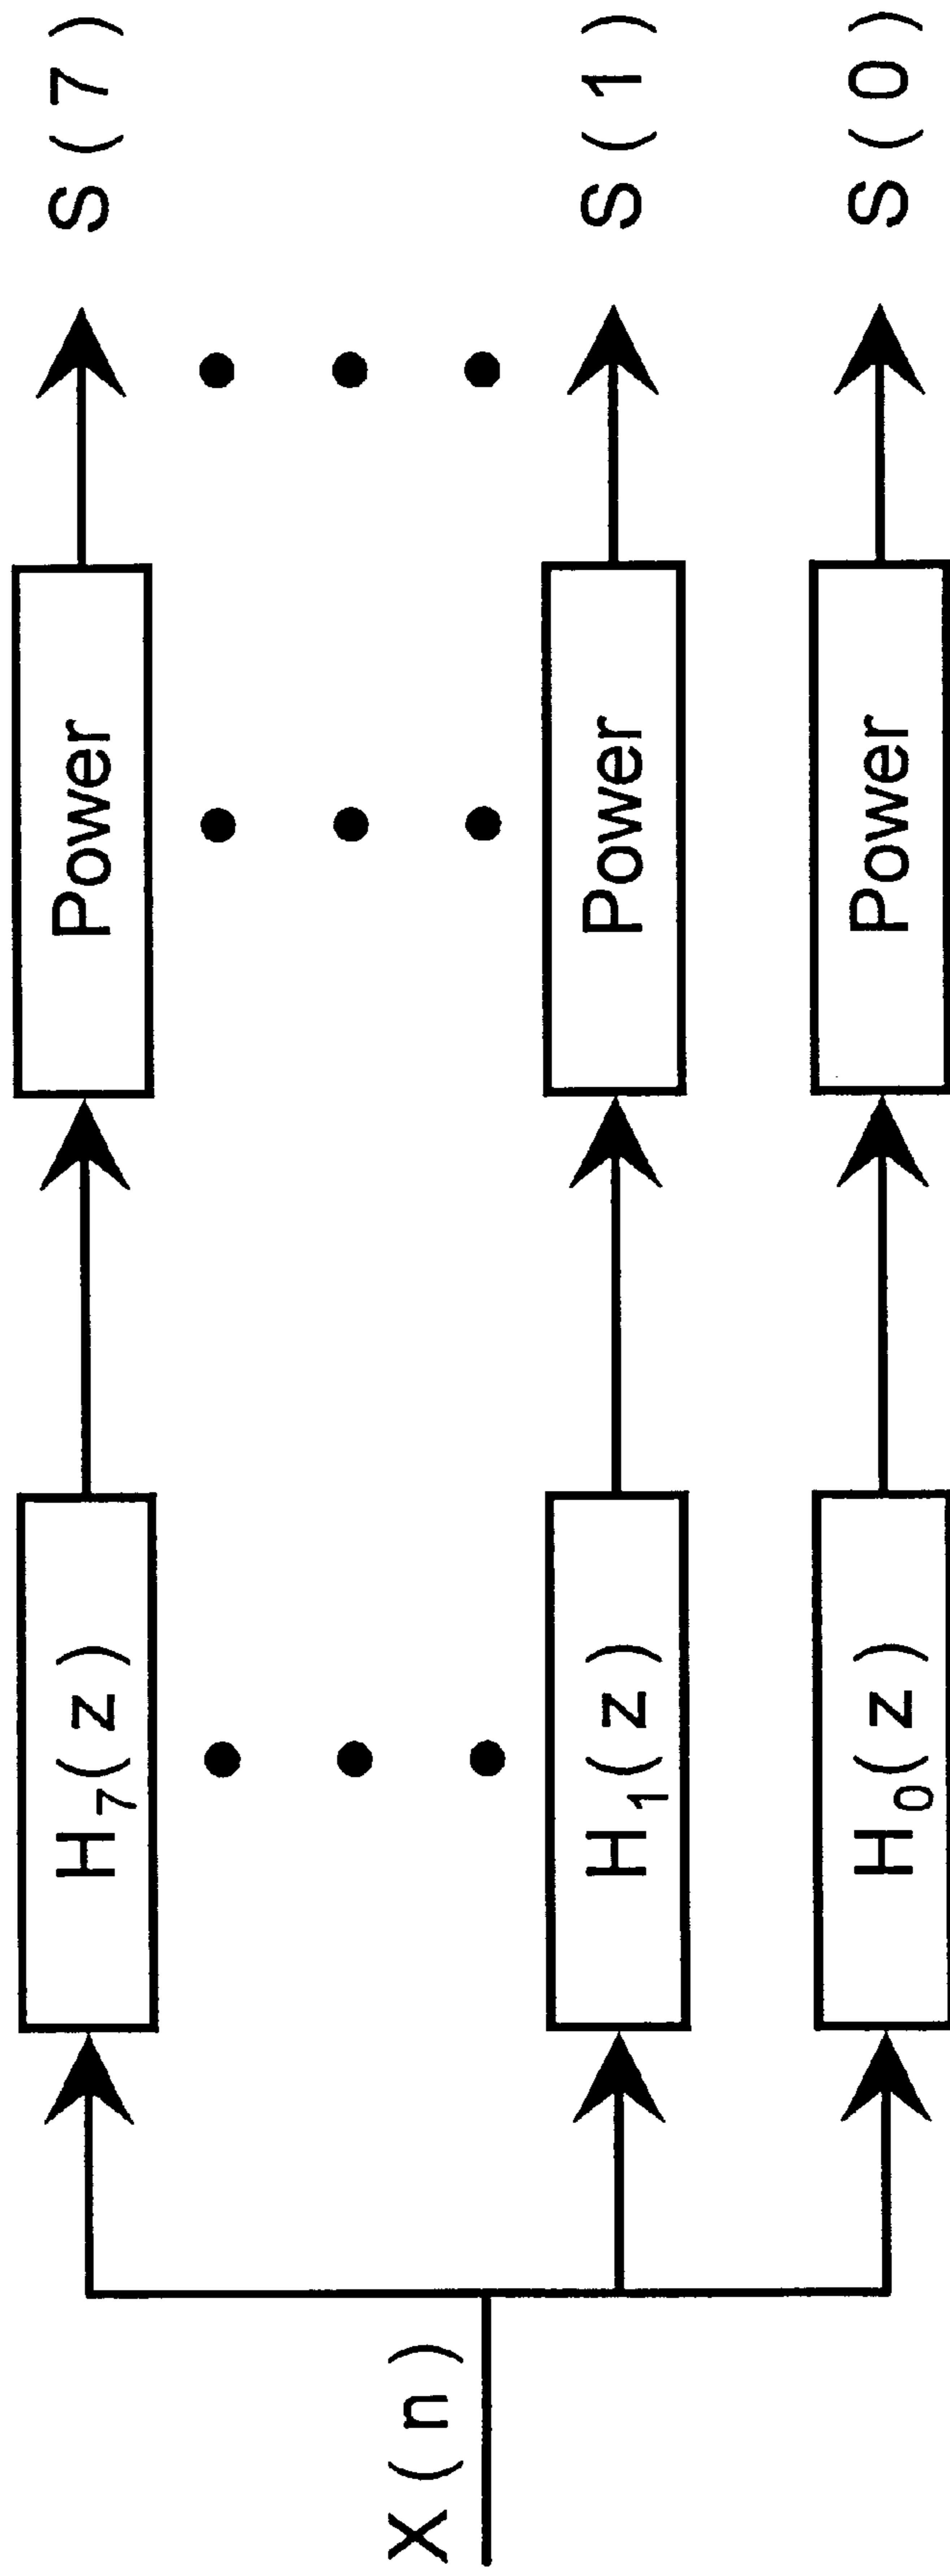 H₇(z) Power S(7)
X(n)
H₁(z) Power S(1)
H₀(z) Power S(0)